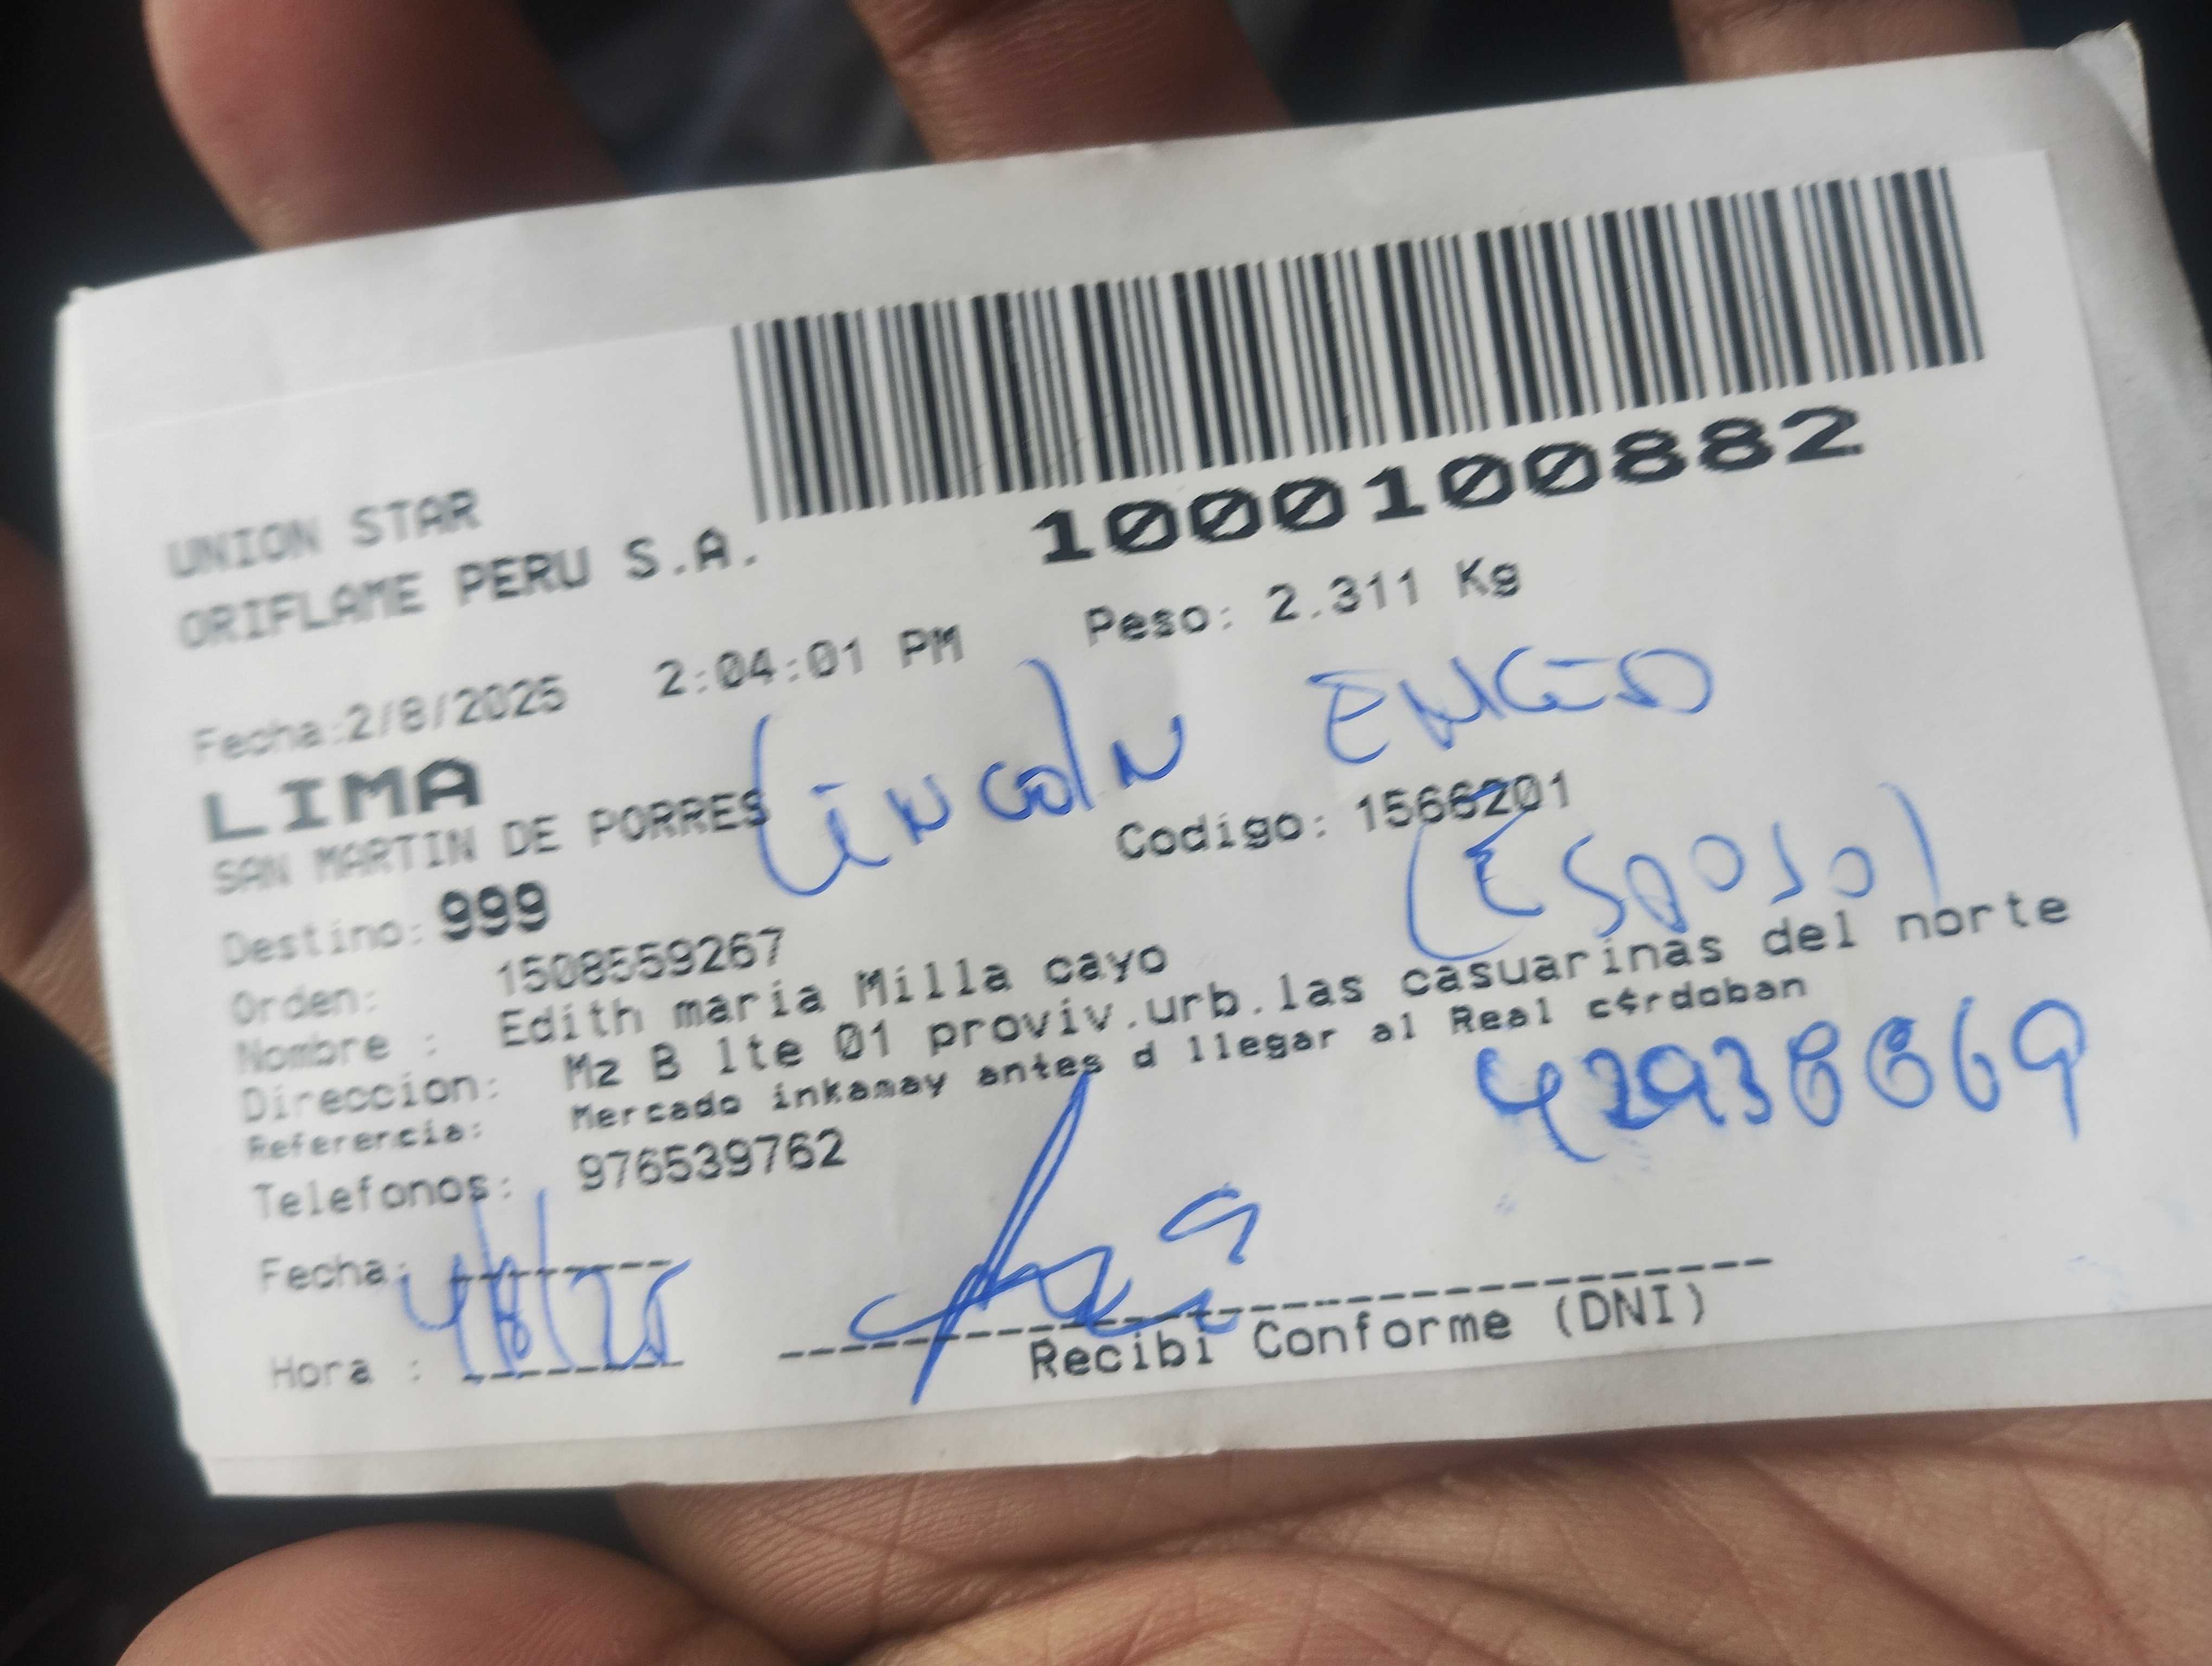 1000100882
UNION STAR
ORIFLAME PERU S.A.
Fecha:2/8/2025 2:04:01 PM Peso: 2.311 Kg
LIMA
Lincoln
SAN MARTIN DE PORRES
Codigo: 1566201
(Esposo)
Destino: 999
Orden: 1508559267
Nombre : Edith maria Milla cayo
Direccion: Mz B lte 01 proviv.urb.las casuarinas del norte
Referencia: Mercado inkamay antes d llegar al Real c¢rdoban
Telefonos: 976539762
Fecha: 4/8/25
Hora :
Recibi Conforme (DNI)